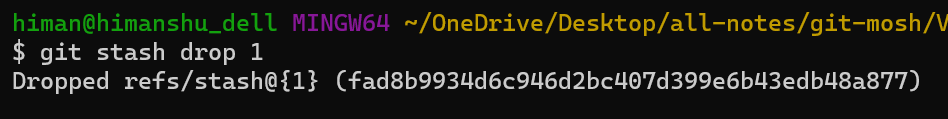 himan@himanshu_dell MINGW64 ~/OneDrive/Desktop/all-notes/git-mosh/V
$ git stash drop 1
Dropped refs/stash@{1} (fad8b9934d6c946d2bc407d399e6b43edb48a877)